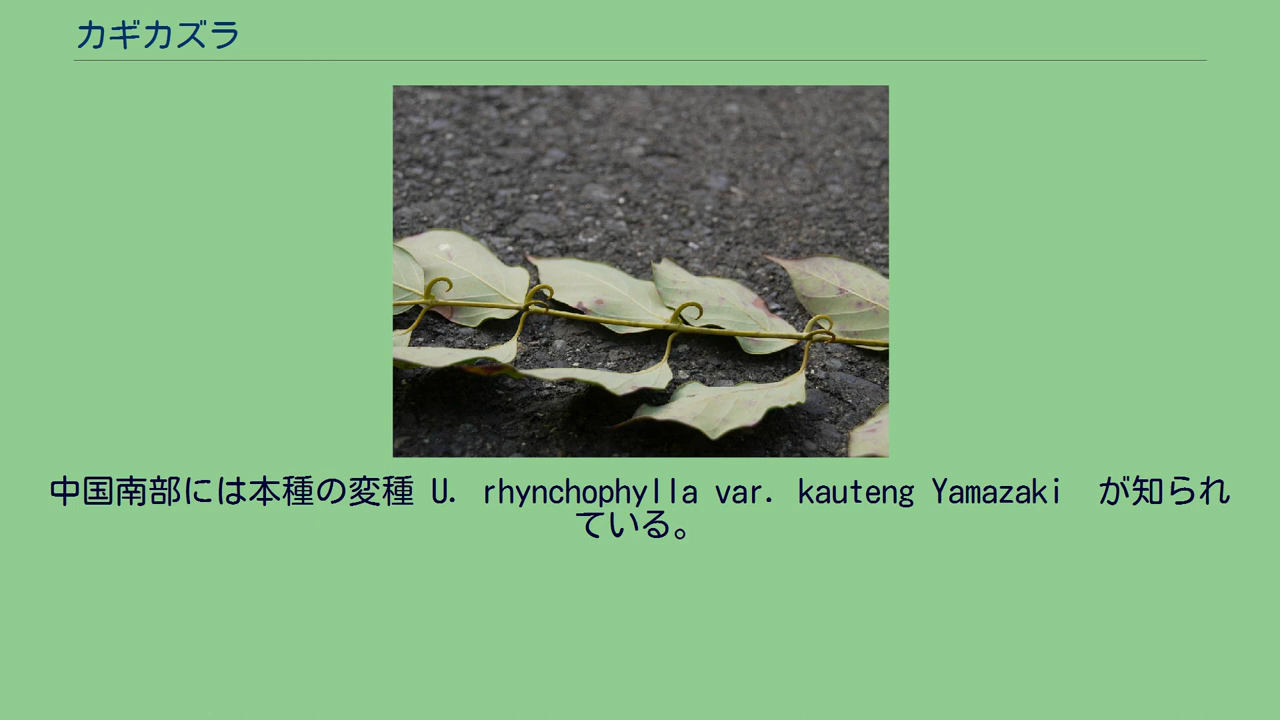 カギカズラ
中国南部には本種の変種 U. rhynchophylla var. kauteng Yamazaki　が知られ
ている。